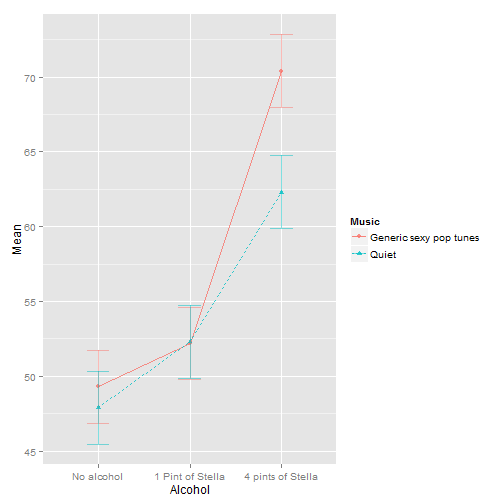 Mean
70
65
60
55
50
45
No alcohol
1 Pint of Stella
4 pints of Stella
Alcohol
Music
Generic sexy pop tunes
Quiet